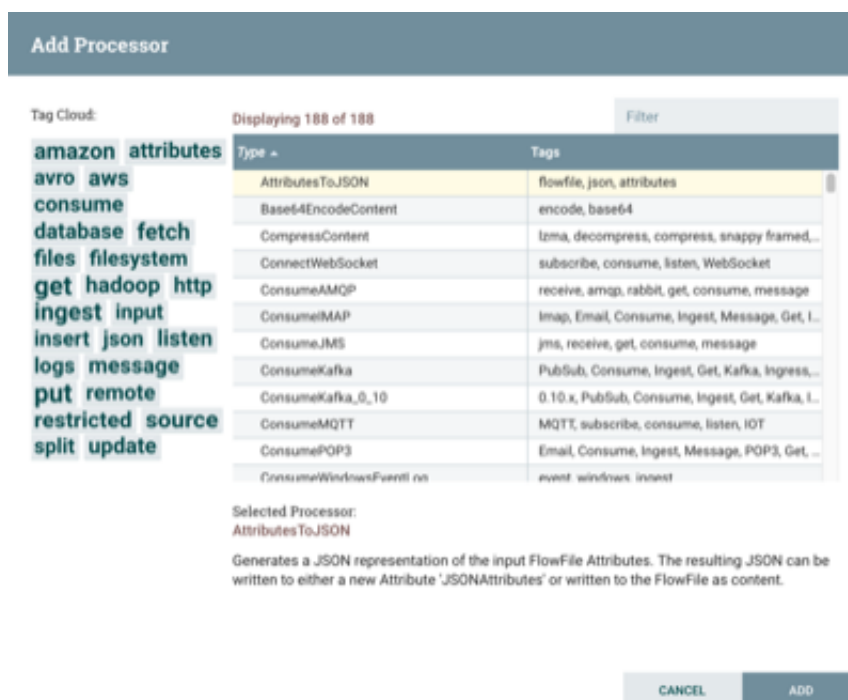 Add Processor
Tag Cloud:
amazon attributes
avro aws
consume
database fetch
files filesystem
get hadoop http
ingest input
insert json listen
logs message
put remote
restricted source
split update
Displaying 188 of 188
Filter
Type Tags
AttributesToJSON flowfile, json, attributes
Base64EncodeContent encode, base64
CompressContent lzma, decompress, compress, snappy framed,...
ConnectWebSocket subscribe, consume, listen, WebSocket
ConsumeAMQP receive, amqp, rabbit, get, consume, message
ConsumeIMAP Imap, Email, Consume, Ingest, Message, Get, I...
ConsumeJMS jms, receive, get, consume, message
ConsumeKafka PubSub, Consume, Ingest, Get, Kafka, Ingress,...
ConsumeKafka_0_10 0.10.x, PubSub, Consume, Ingest, Get, Kafka, I...
ConsumeMQTT MQTT, subscribe, consume, listen, IOT
ConsumePOP3 Email, Consume, Ingest, Message, POP3, Get, ...
ConsumeWindowsEventLog event, windows, ingest
Selected Processor:
AttributesToJSON
Generates a JSON representation of the input FlowFile Attributes. The resulting JSON can be
written to either a new Attribute 'JSONAttributes' or written to the FlowFile as content.
CANCEL ADD